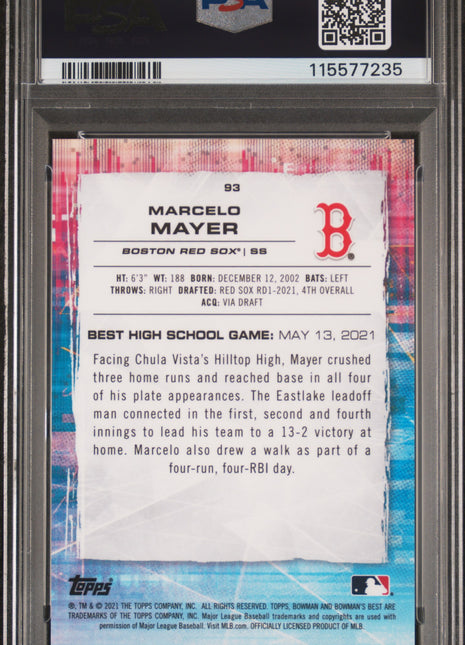 PSA
115577235
93
MARCELO
MAYER
BOSTON RED SOX® | SS
B®
HT: 6'3" WT: 188 BORN: DECEMBER 12, 2002 BATS: LEFT
THROWS: RIGHT DRAFTED: RED SOX RD1-2021, 4TH OVERALL
ACQ: VIA DRAFT
BEST HIGH SCHOOL GAME: MAY 13, 2021
Facing Chula Vista's Hilltop High, Mayer crushed
three home runs and reached base in all four
of his plate appearances. The Eastlake leadoff
man connected in the first, second and fourth
innings to lead his team to a 13-2 victory at
home. Marcelo also drew a walk as part of a
four-run, four-RBI day.
topps
®, TM & © 2021 THE TOPPS COMPANY, INC. ALL RIGHTS RESERVED. TOPPS, BOWMAN AND BOWMAN'S BEST ARE
TRADEMARKS OF THE TOPPS COMPANY, INC. Major League Baseball trademarks and copyrights are used with
permission of Major League Baseball. Visit MLB.com. OFFICIALLY LICENSED PRODUCT OF MLB.